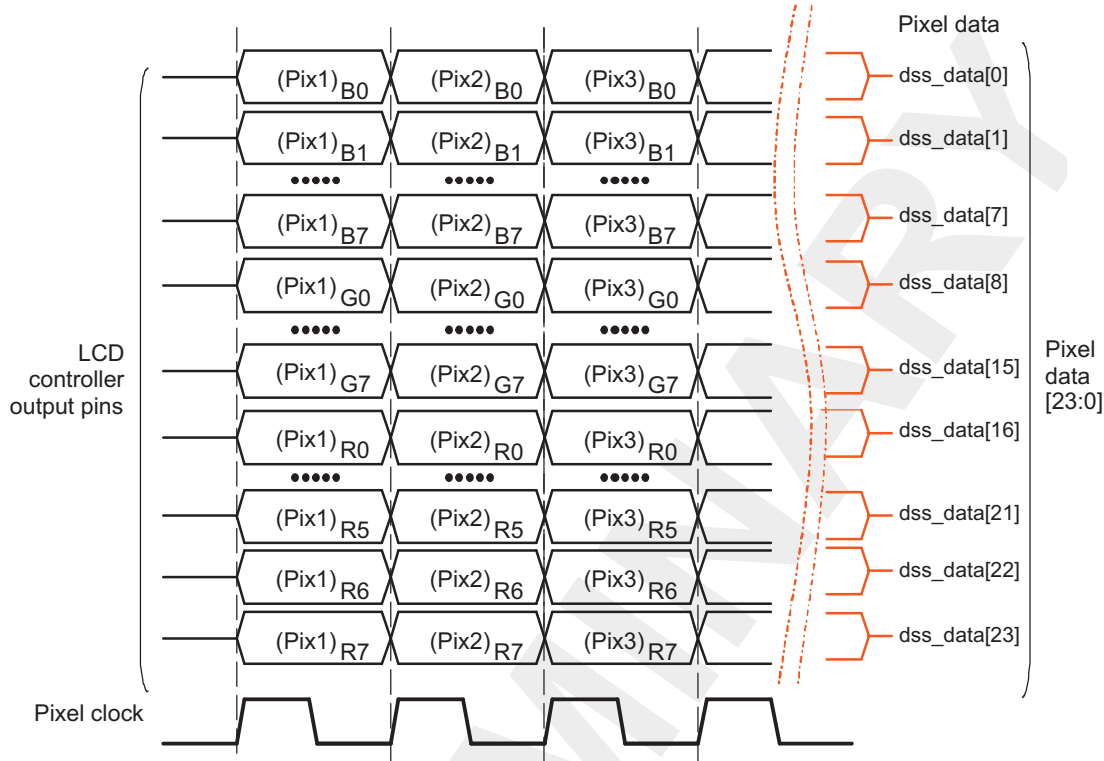 Pixel data
(Pix1)B0 (Pix2)B0 (Pix3)B0 dss_data[0]
(Pix1)B1 (Pix2)B1 (Pix3)B1 dss_data[1]
••••• ••••• •••••
(Pix1)B7 (Pix2)B7 (Pix3)B7 dss_data[7]
(Pix1)G0 (Pix2)G0 (Pix3)G0 dss_data[8]
••••• ••••• •••••
LCD
controller
output pins
(Pix1)G7 (Pix2)G7 (Pix3)G7 dss_data[15]
Pixel
data
[23:0]
(Pix1)R0 (Pix2)R0 (Pix3)R0 dss_data[16]
••••• ••••• •••••
(Pix1)R5 (Pix2)R5 (Pix3)R5 dss_data[21]
(Pix1)R6 (Pix2)R6 (Pix3)R6 dss_data[22]
(Pix1)R7 (Pix2)R7 (Pix3)R7 dss_data[23]
Pixel clock
MINARY